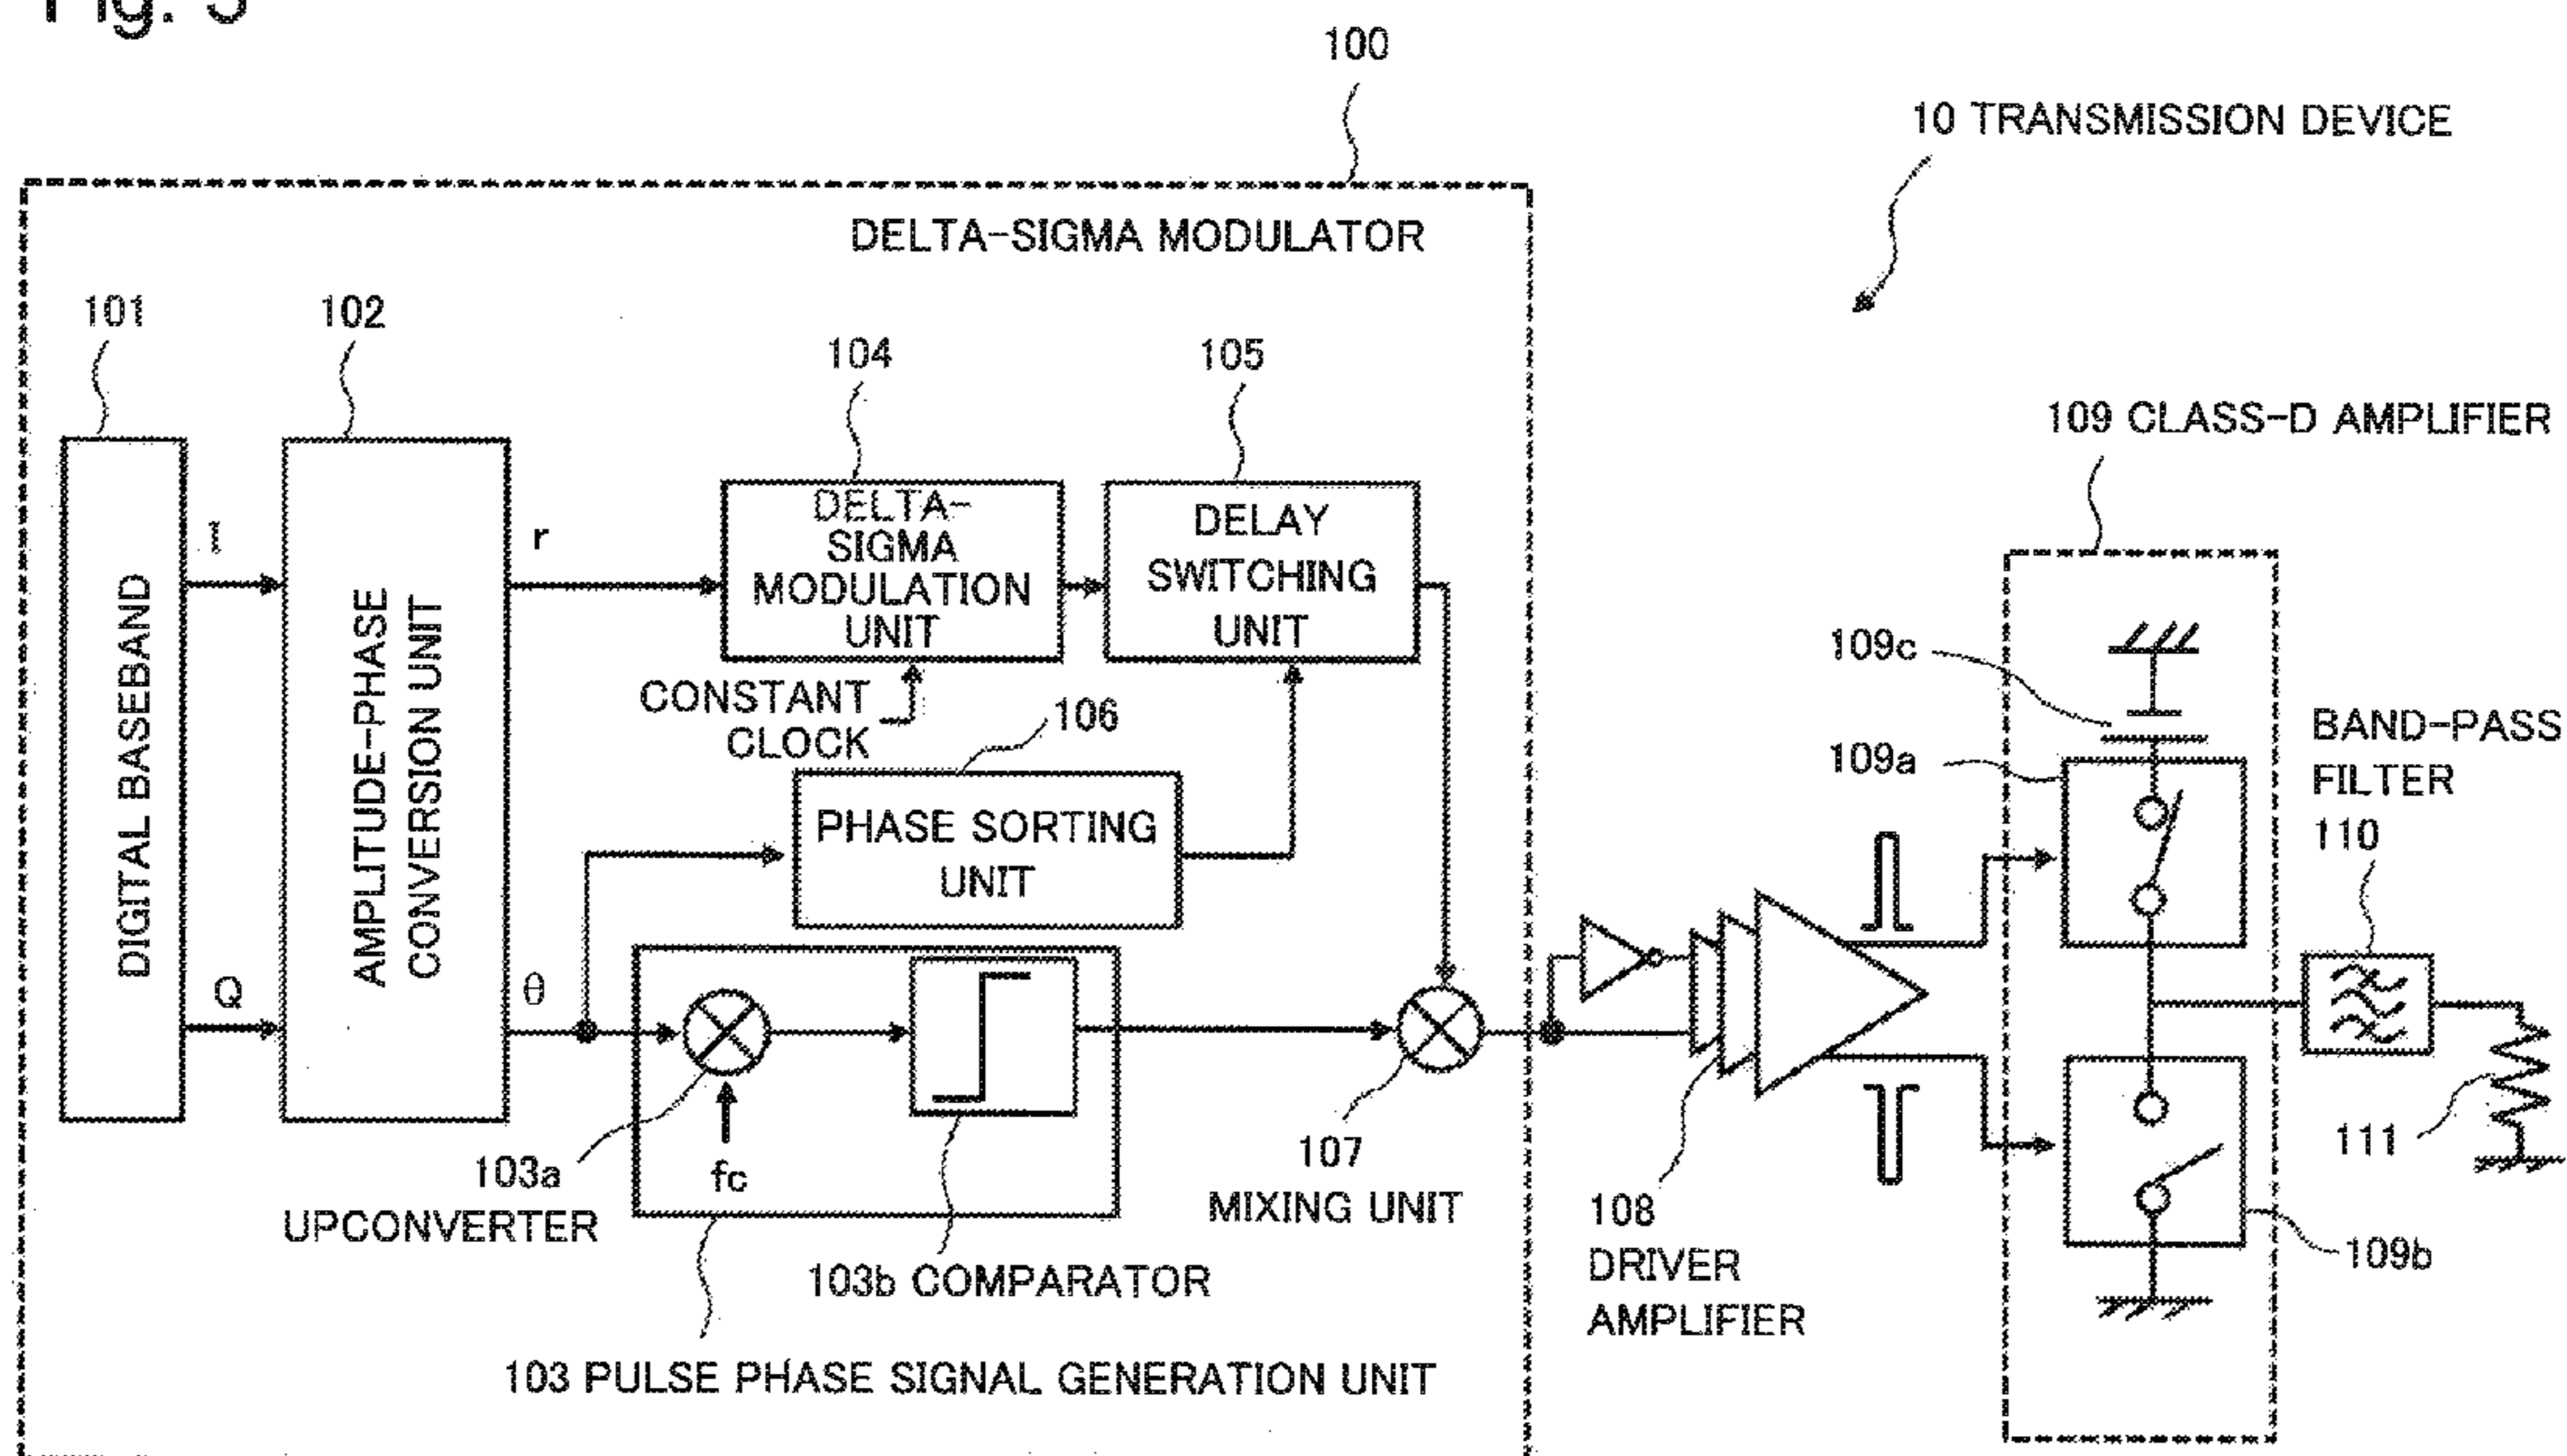 Fig. 3
100
10 TRANSMISSION DEVICE
DELTA-SIGMA MODULATOR
101
102
104
105
109 CLASS-D AMPLIFIER
DIGITAL BASEBAND
I
Q
AMPLITUDE-PHASE
CONVERSION UNIT
r
θ
DELTA-
SIGMA
MODULATION
UNIT
DELAY
SWITCHING
UNIT
CONSTANT
CLOCK
106
PHASE SORTING
UNIT
109c
109a
BAND-PASS
FILTER
110
103a
UPCONVERTER
fc
103b COMPARATOR
103 PULSE PHASE SIGNAL GENERATION UNIT
107
MIXING UNIT
108
DRIVER
AMPLIFIER
111
109b